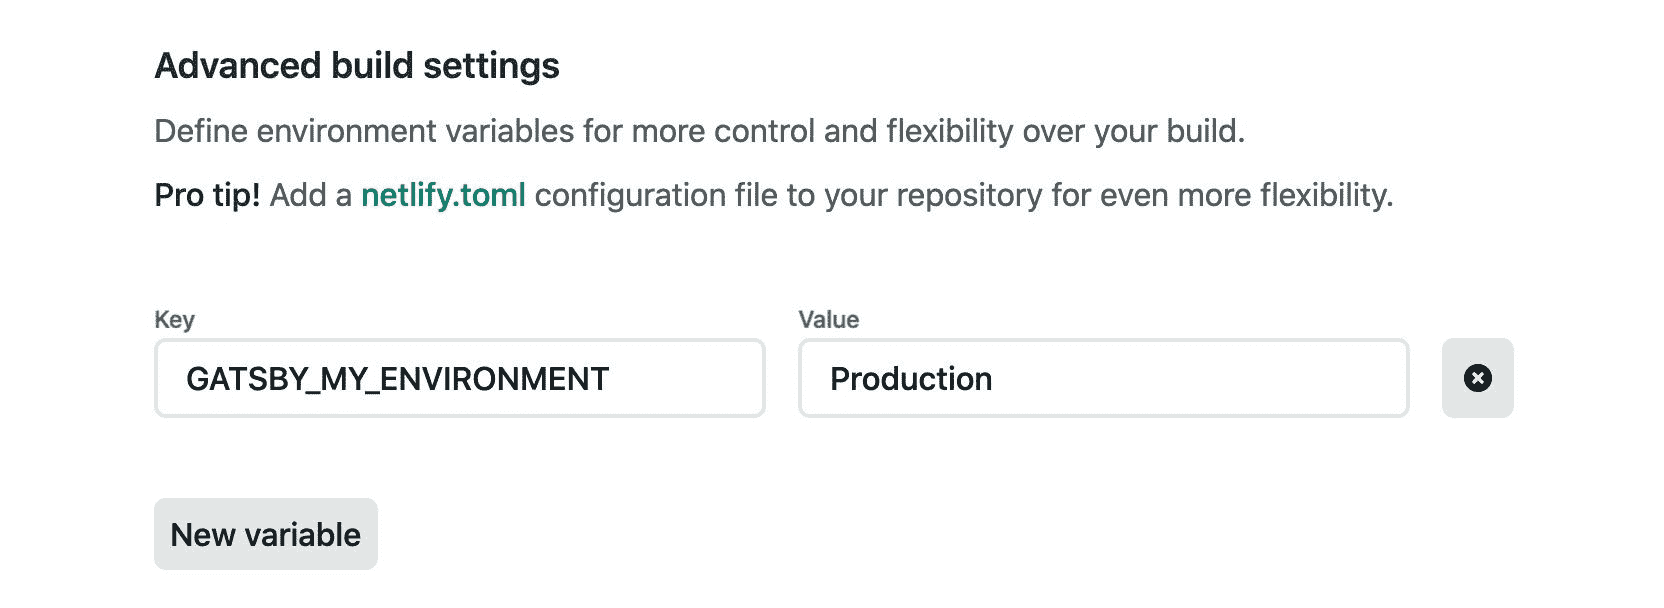 Advanced build settings
Define environment variables for more control and flexibility over your build.
Pro tip! Add a netlify.toml configuration file to your repository for even more flexibility.
Key
Value
GATSBY_MY_ENVIRONMENT
Production
New variable